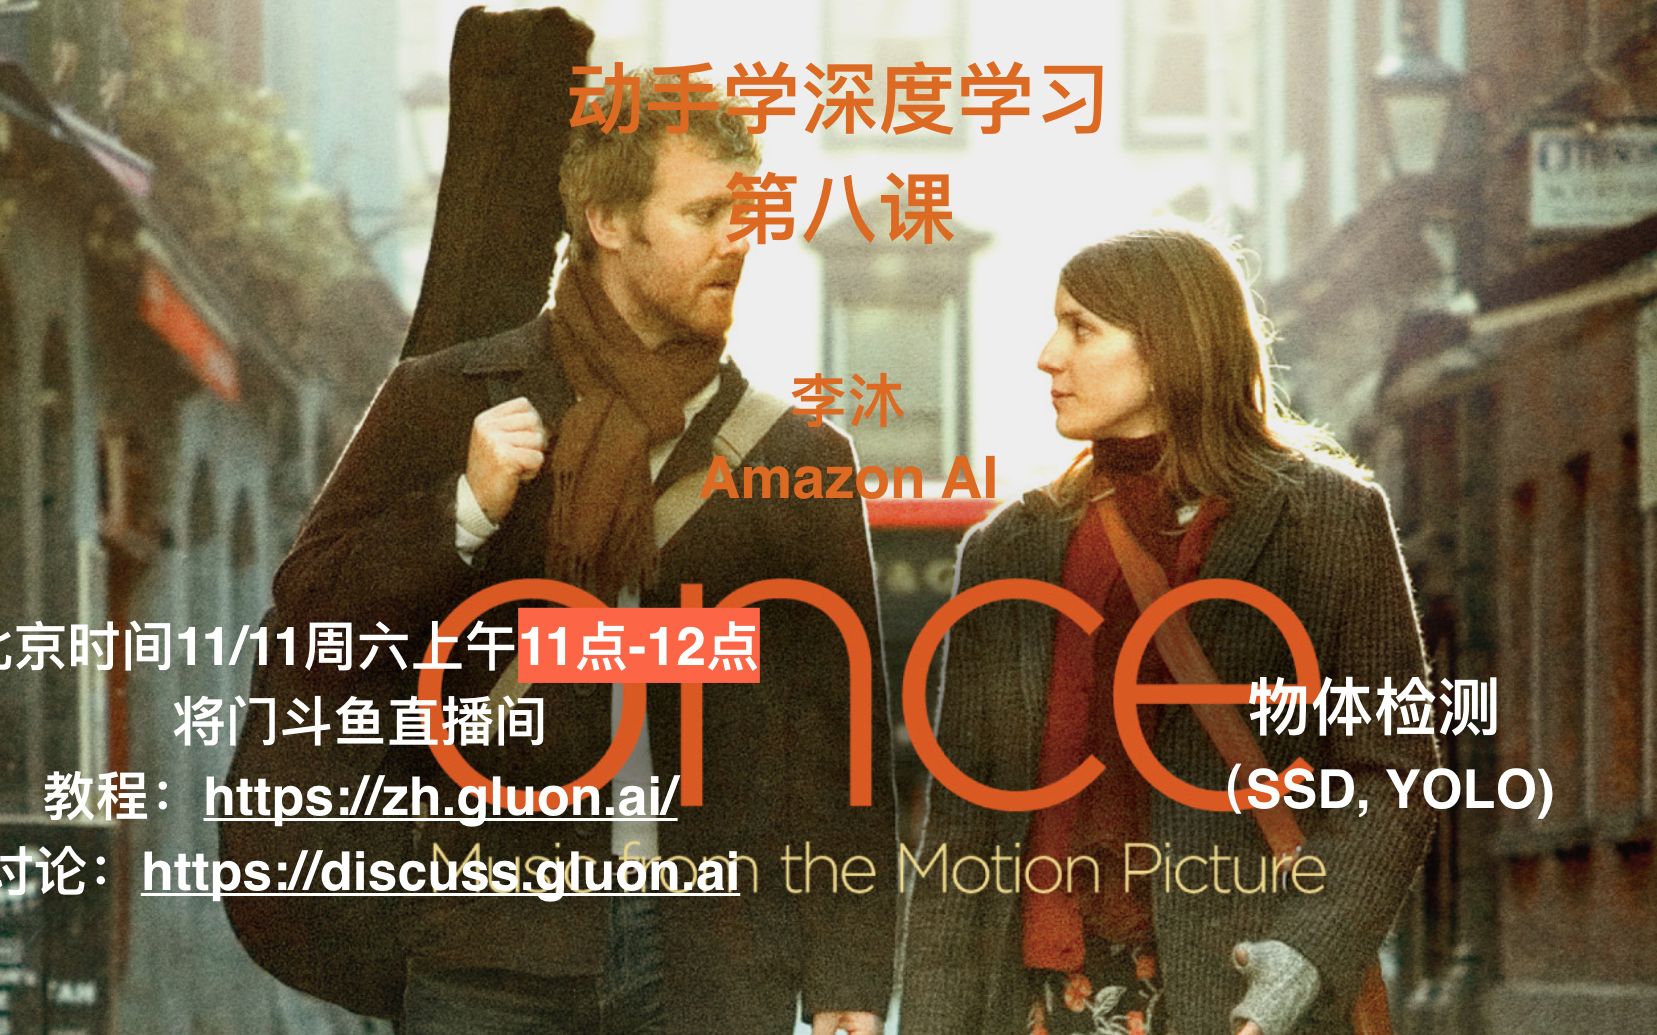 动手学深度学习
第八课
李沐
Amazon AI
once
北京时间11/11周六上午11点-12点
将门斗鱼直播间
教程：https://zh.gluon.ai/
讨论：https://discuss.gluon.ai
物体检测
(SSD, YOLO)
Music from the Motion Picture